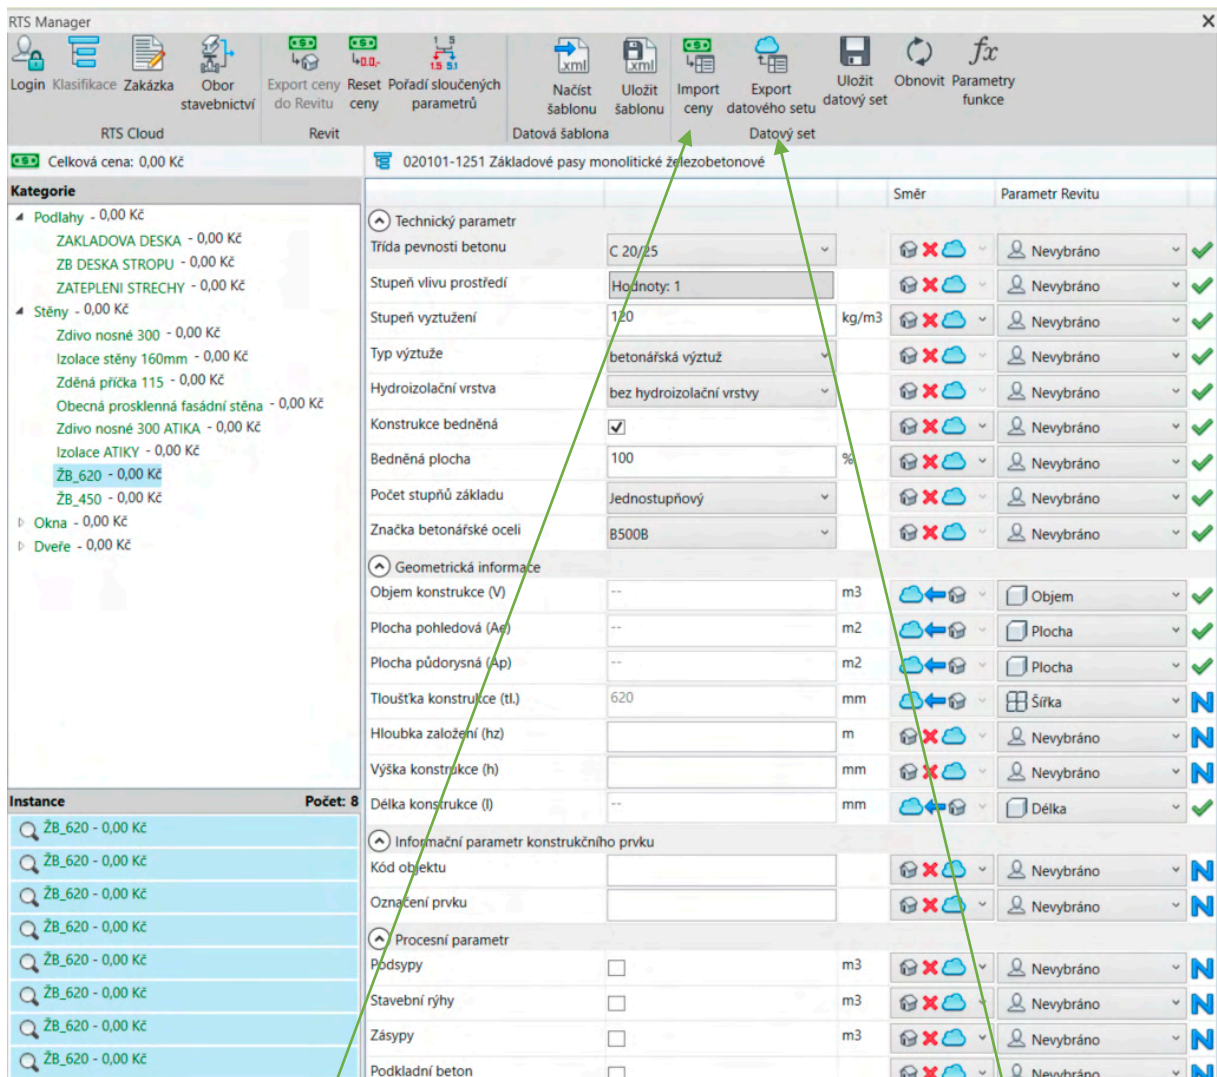 RTS Manager
Login Klasifikace Zakázka Obor stavebnictví
Export ceny do Revitu Reset ceny Pořadí sloučených parametrů
Načíst šablonu Uložit šablonu Import ceny Export datového setu Uložit datový set Obnovit Parametry funkce
RTS Cloud Revit Datová šablona Datový set
Celková cena: 0,00 Kč
020101-1251 Základové pasy monolitické železobetonové
Kategorie
Podlahy - 0,00 Kč
ZAKLADOVA DESKA - 0,00 Kč
ZB DESKA STROPU - 0,00 Kč
ZATEPLENI STRECHY - 0,00 Kč
Stěny - 0,00 Kč
Zdivo nosné 300 - 0,00 Kč
Izolace stěny 160mm - 0,00 Kč
Zděná příčka 115 - 0,00 Kč
Obecná prosklenná fasádní stěna - 0,00 Kč
Zdivo nosné 300 ATIKA - 0,00 Kč
Izolace ATIKY - 0,00 Kč
ŽB_620 - 0,00 Kč
ŽB_450 - 0,00 Kč
Okna - 0,00 Kč
Dveře - 0,00 Kč
Instance Počet: 8
ŽB_620 - 0,00 Kč
ŽB_620 - 0,00 Kč
ŽB_620 - 0,00 Kč
ŽB_620 - 0,00 Kč
ŽB_620 - 0,00 Kč
ŽB_620 - 0,00 Kč
ŽB_620 - 0,00 Kč
ŽB_620 - 0,00 Kč
Směr Parametr Revitu
Technický parametr
Třída pevnosti betonu C 20/25 Nevybráno
Stupeň vlivu prostředí Hodnoty: 1 Nevybráno
Stupeň vyztužení 120 kg/m3 Nevybráno
Typ výztuže betonářská výztuž Nevybráno
Hydroizolační vrstva bez hydroizolační vrstvy Nevybráno
Konstrukce bedněná Nevybráno
Bedněná plocha 100 % Nevybráno
Počet stupňů základu Jednostupňový Nevybráno
Značka betonářské oceli B500B Nevybráno
Geometrická informace
Objem konstrukce (V) -- m3 Objem
Plocha pohledová (Ae) -- m2 Plocha
Plocha půdorysná (Ap) -- m2 Plocha
Tloušťka konstrukce (tl.) 620 mm Šířka
Hloubka založení (hz) m Nevybráno
Výška konstrukce (h) mm Nevybráno
Délka konstrukce (l) -- mm Délka
Informační parametr konstrukčního prvku
Kód objektu Nevybráno
Označení prvku Nevybráno
Procesní parametr
Podsypy m3 Nevybráno
Stavební rýhy m3 Nevybráno
Zásypy m3 Nevybráno
Podkladní beton Nevybráno